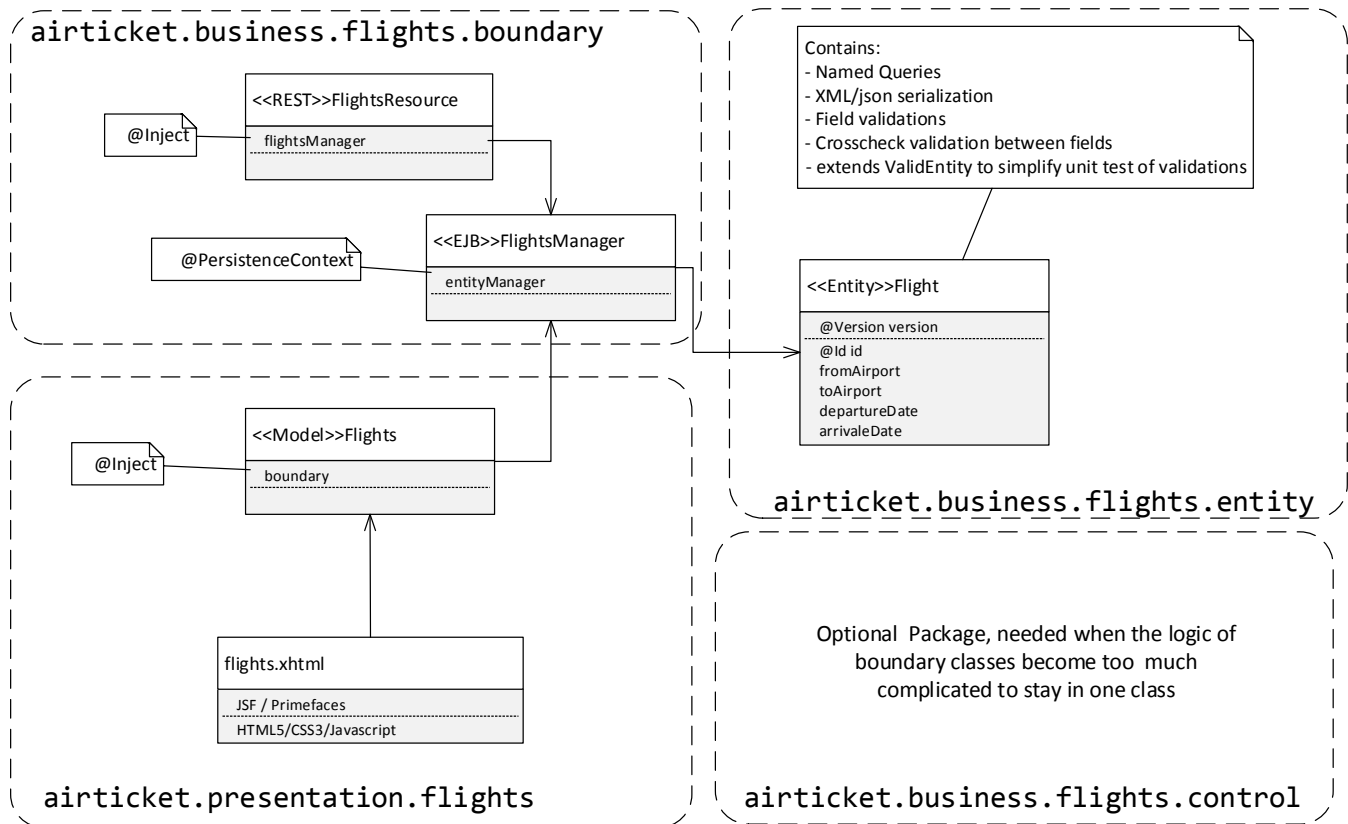 airticket.business.flights.boundary
<<REST>>FlightsResource
@Inject
flightsManager
<<EJB>>FlightsManager
@PersistenceContext
entityManager
Contains:
- Named Queries
- XML/json serialization
- Field validations
- Crosscheck validation between fields
- extends ValidEntity to simplify unit test of validations
<<Entity>>Flight
@Version version
@Id id
fromAirport
toAirport
departureDate
arrivaleDate
airticket.business.flights.entity
<<Model>>Flights
@Inject
boundary
flights.xhtml
JSF / Primefaces
HTML5/CSS3/Javascript
airticket.presentation.flights
Optional Package, needed when the logic of
boundary classes become too much
complicated to stay in one class
airticket.business.flights.control